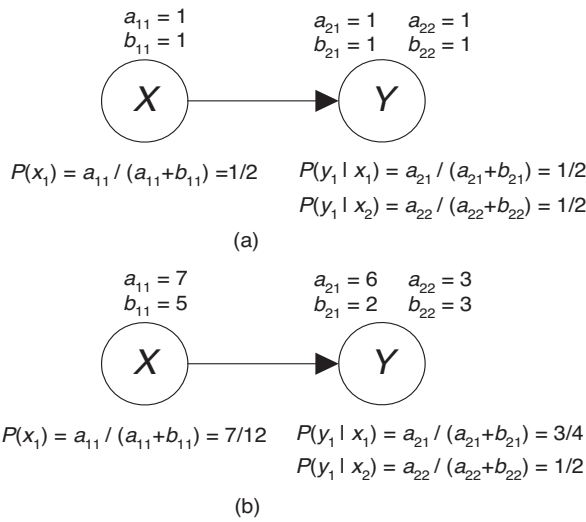 a₁₁ = 1 a₂₁ = 1 a₂₂ = 1
b₁₁ = 1 b₂₁ = 1 b₂₂ = 1
X Y
P(x₁) = a₁₁ / (a₁₁+b₁₁) =1/2 P(y₁ | x₁) = a₂₁ / (a₂₁+b₂₁) = 1/2
P(y₁ | x₂) = a₂₂ / (a₂₂+b₂₂) = 1/2
(a)
a₁₁ = 7 a₂₁ = 6 a₂₂ = 3
b₁₁ = 5 b₂₁ = 2 b₂₂ = 3
X Y
P(x₁) = a₁₁ / (a₁₁+b₁₁) = 7/12 P(y₁ | x₁) = a₂₁ / (a₂₁+b₂₁) = 3/4
P(y₁ | x₂) = a₂₂ / (a₂₂+b₂₂) = 1/2
(b)